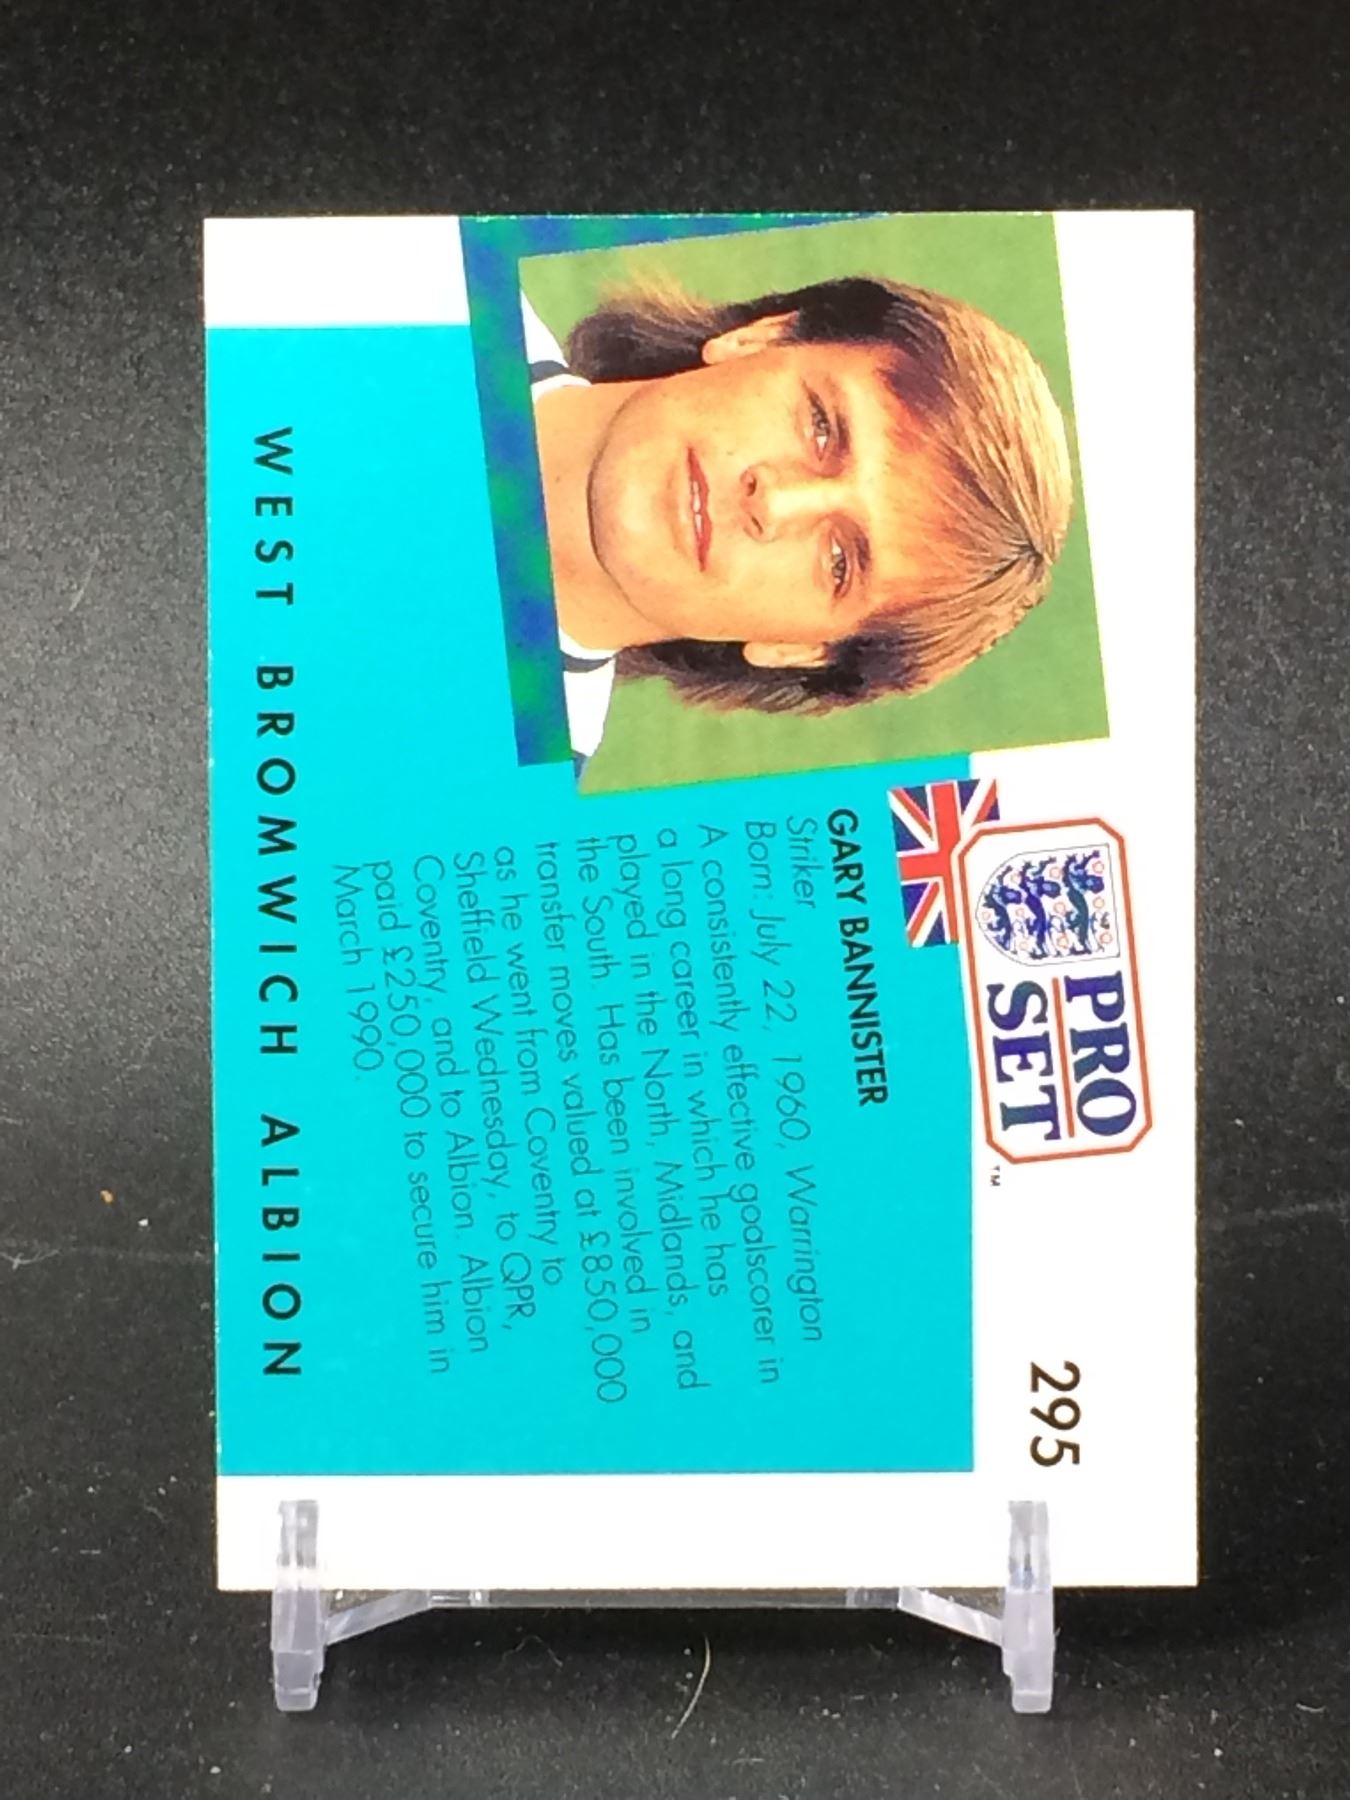 PRO
SET
™
295
GARY BANNISTER
Striker
Born: July 22, 1960, Warrington
A consistently effective goalscorer in
a long career in which he has
played in the North, Midlands, and
the South. Has been involved in
transfer moves valued at £850,000
as he went from Coventry to
Sheffield Wednesday, to QPR,
Coventry, and to Albion. Albion
paid £250,000 to secure him in
March 1990.
WEST BROMWICH ALBION